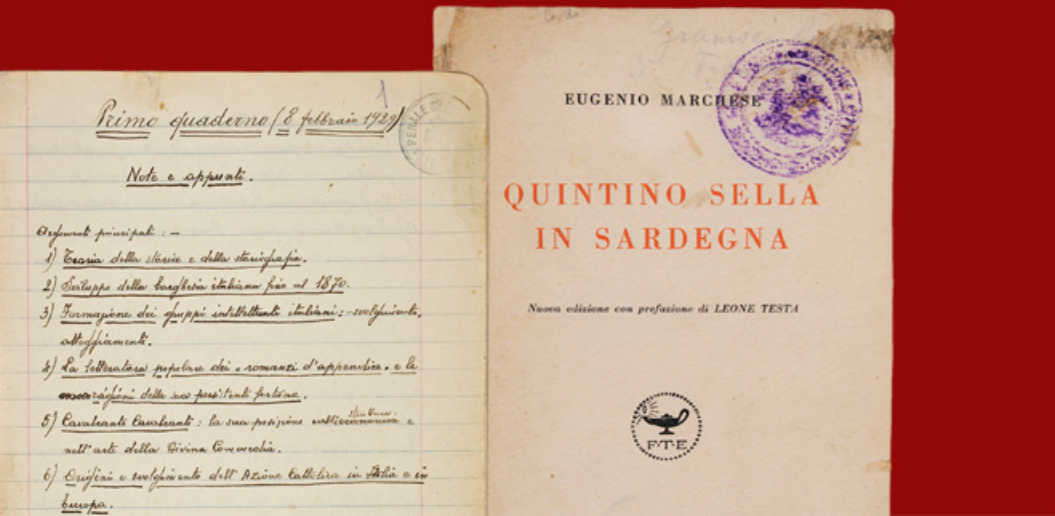 1
Primo quaderno (8 febbraio 1929)
PENALE
Note e appunti.
Argomenti principali: —
1) Teoria della storia e della storiografia.
2) Sviluppo della borghesia italiana fino al 1870.
3) Formazione dei gruppi intellettuali italiani: – svolgimento,
atteggiamenti.
4) La letteratura popolare dei "romanzi d'appendice" e le
ragioni della sua persistente fortuna.
5) Cavalcante Cavalcanti: la sua posizione nella struttura e
nell'arte della Divina Commedia.
6) Origini e svolgimento dell'Azione Cattolica in Italia e in
Europa.
Gramsci
EUGENIO MARCHESE
QUINTINO SELLA
IN SARDEGNA
Nuova edizione con prefazione di LEONE TESTA
F·T·E